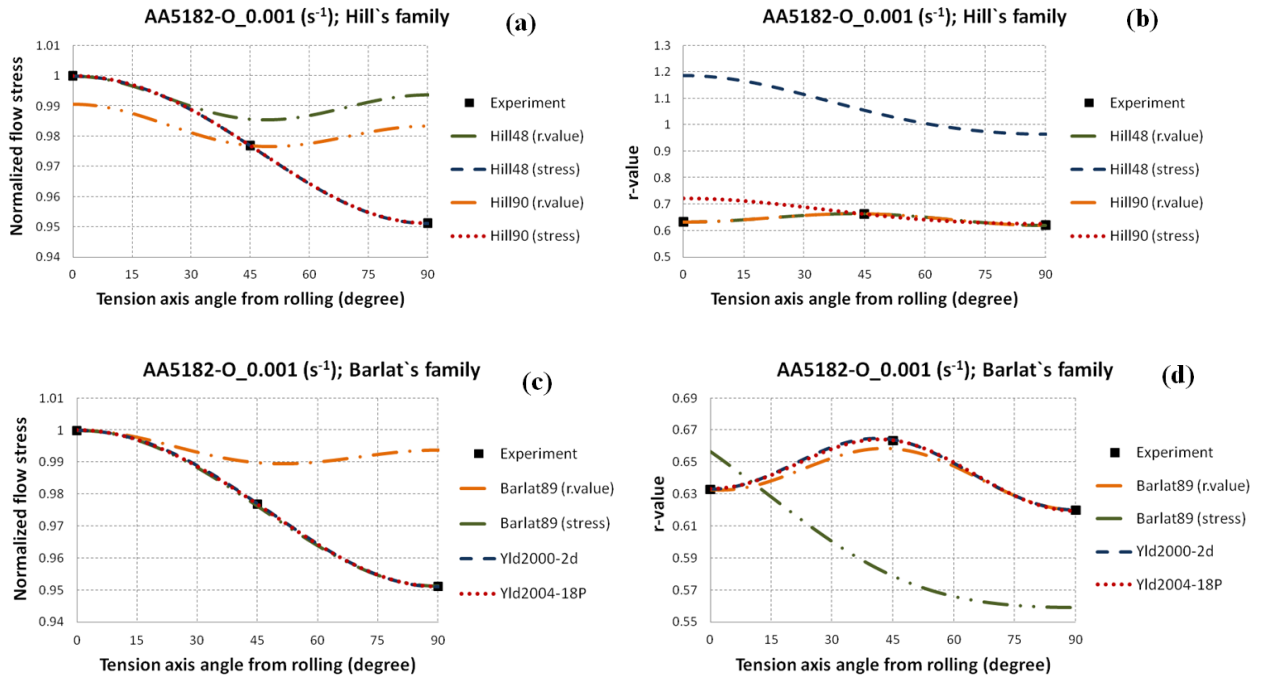 AA5182-O_0.001 (s⁻¹); Hill`s family
(a)
Normalized flow stress
1.01
1
0.99
0.98
0.97
0.96
0.95
0.94
0
15
30
45
60
75
90
Tension axis angle from rolling (degree)
Experiment
Hill48 (r.value)
Hill48 (stress)
Hill90 (r.value)
Hill90 (stress)
AA5182-O_0.001 (s⁻¹); Hill`s family
(b)
r-value
1.3
1.2
1.1
1
0.9
0.8
0.7
0.6
0.5
0
15
30
45
60
75
90
Tension axis angle from rolling (degree)
Experiment
Hill48 (r.value)
Hill48 (stress)
Hill90 (r.value)
Hill90 (stress)
AA5182-O_0.001 (s⁻¹); Barlat`s family
(c)
Normalized flow stress
1.01
1
0.99
0.98
0.97
0.96
0.95
0.94
0
15
30
45
60
75
90
Tension axis angle from rolling (degree)
Experiment
Barlat89 (r.value)
Barlat89 (stress)
Yld2000-2d
Yld2004-18P
AA5182-O_0.001 (s⁻¹); Barlat`s family
(d)
r-value
0.69
0.67
0.65
0.63
0.61
0.59
0.57
0.55
0
15
30
45
60
75
90
Tension axis angle from rolling (degree)
Experiment
Barlat89 (r.value)
Barlat89 (stress)
Yld2000-2d
Yld2004-18P